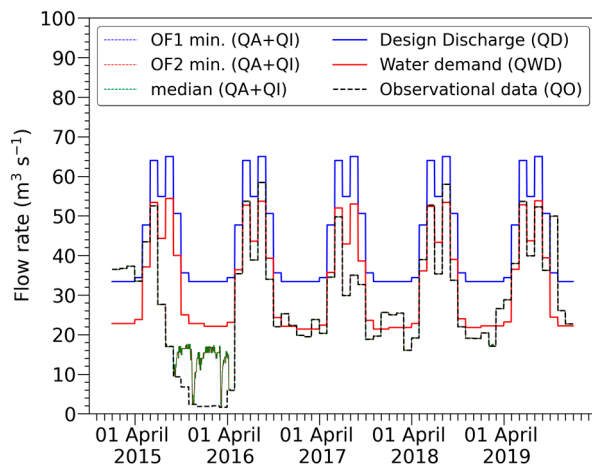 Flow rate (m³ s⁻¹)
100
90
80
70
60
50
40
30
20
10
0
OF1 min. (QA+QI)
OF2 min. (QA+QI)
median (QA+QI)
Design Discharge (QD)
Water demand (QWD)
Observational data (QO)
01 April 2015
01 April 2016
01 April 2017
01 April 2018
01 April 2019